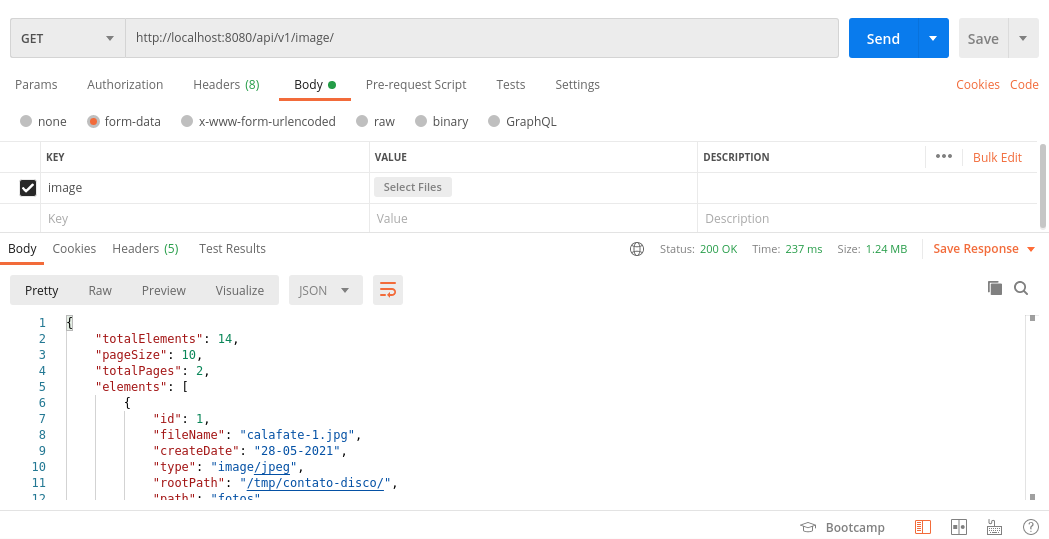 GET http://localhost:8080/api/v1/image/ Send Save
Params Authorization Headers (8) Body Pre-request Script Tests Settings Cookies Code
none form-data x-www-form-urlencoded raw binary GraphQL
KEY VALUE DESCRIPTION ••• Bulk Edit
image Select Files
Key Value Description
Body Cookies Headers (5) Test Results Status: 200 OK Time: 237 ms Size: 1.24 MB Save Response
Pretty Raw Preview Visualize JSON
1 {
2 "totalElements": 14,
3 "pageSize": 10,
4 "totalPages": 2,
5 "elements": [
6 {
7 "id": 1,
8 "fileName": "calafate-1.jpg",
9 "createDate": "28-05-2021",
10 "type": "image/jpeg",
11 "rootPath": "/tmp/contato-disco/",
12 "path": "fotos"
Bootcamp